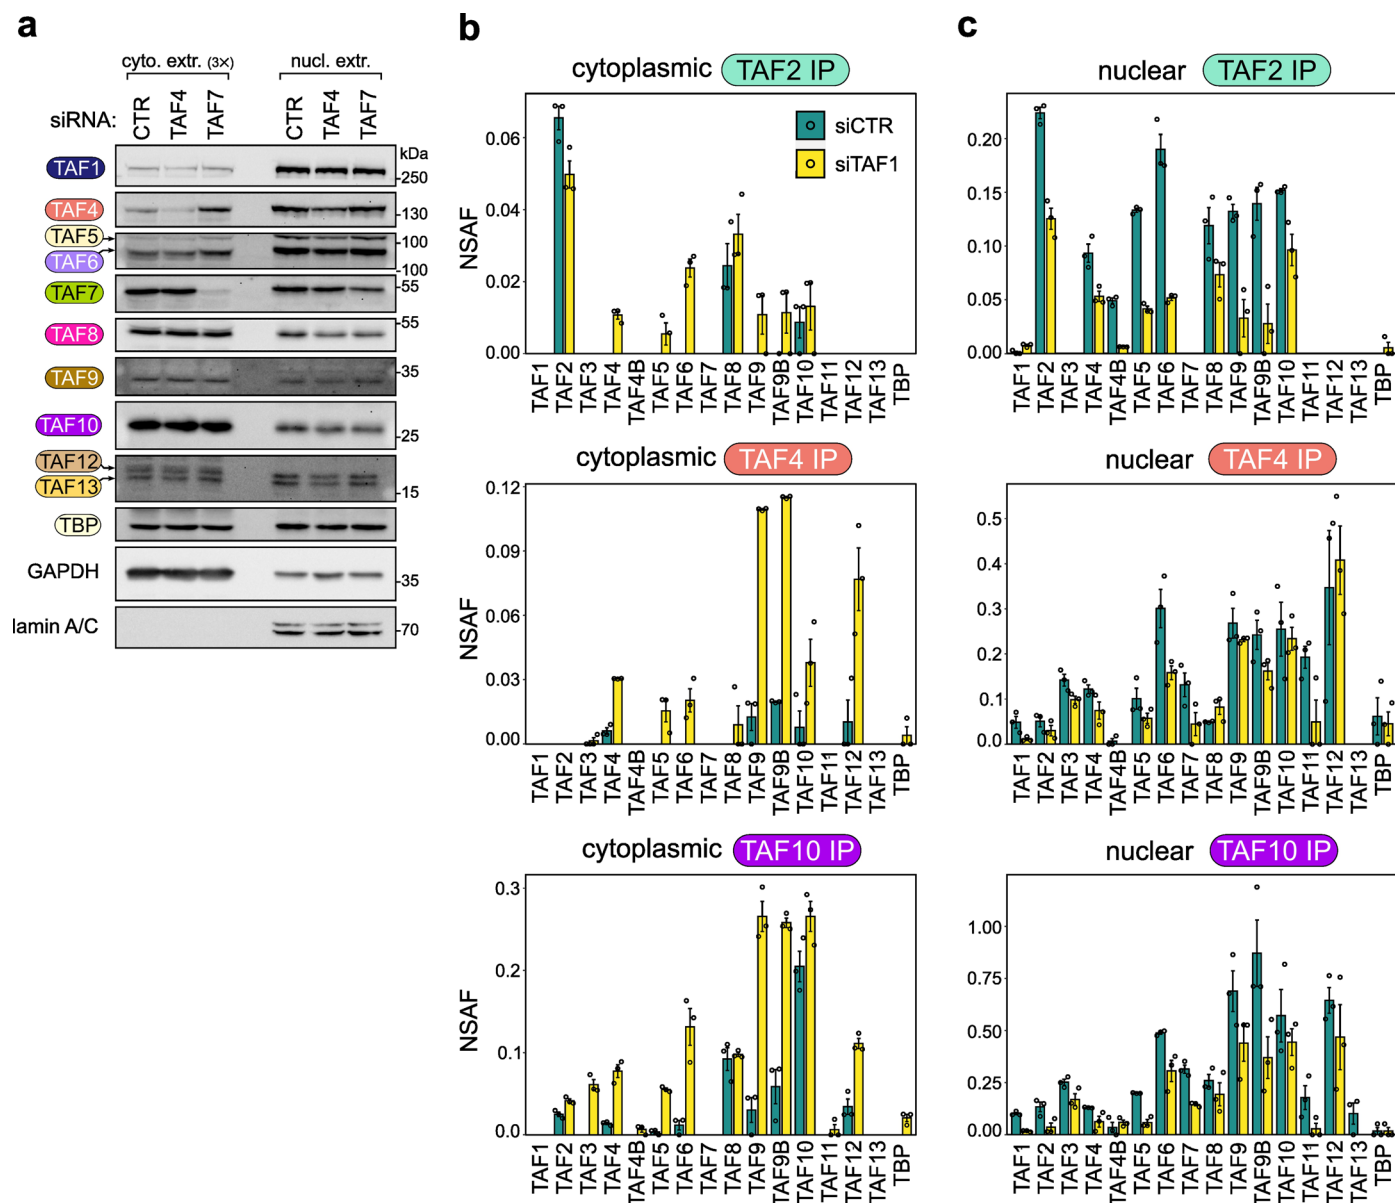 a
cyto. extr. (3×)
nucl. extr.
siRNA:
CTR
TAF4
TAF7
CTR
TAF4
TAF7
kDa
TAF1
250
TAF4
130
TAF5
100
TAF6
100
TAF7
55
TAF8
55
TAF9
35
TAF10
25
TAF12
TAF13
15
TBP
GAPDH
35
lamin A/C
70
b
cytoplasmic TAF2 IP
siCTR
siTAF1
NSAF
0.06
0.04
0.02
0.00
TAF1 TAF2 TAF3 TAF4 TAF4B TAF5 TAF6 TAF7 TAF8 TAF9 TAF9B TAF10 TAF11 TAF12 TAF13 TBP
cytoplasmic TAF4 IP
NSAF
0.12
0.09
0.06
0.03
0.00
TAF1 TAF2 TAF3 TAF4 TAF4B TAF5 TAF6 TAF7 TAF8 TAF9 TAF9B TAF10 TAF11 TAF12 TAF13 TBP
cytoplasmic TAF10 IP
NSAF
0.3
0.2
0.1
0.0
TAF1 TAF2 TAF3 TAF4 TAF4B TAF5 TAF6 TAF7 TAF8 TAF9 TAF9B TAF10 TAF11 TAF12 TAF13 TBP
c
nuclear TAF2 IP
0.20
0.15
0.10
0.05
0.00
TAF1 TAF2 TAF3 TAF4 TAF4B TAF5 TAF6 TAF7 TAF8 TAF9 TAF9B TAF10 TAF11 TAF12 TAF13 TBP
nuclear TAF4 IP
0.5
0.4
0.3
0.2
0.1
0.0
TAF1 TAF2 TAF3 TAF4 TAF4B TAF5 TAF6 TAF7 TAF8 TAF9 TAF9B TAF10 TAF11 TAF12 TAF13 TBP
nuclear TAF10 IP
1.00
0.75
0.50
0.25
0.00
TAF1 TAF2 TAF3 TAF4 TAF4B TAF5 TAF6 TAF7 TAF8 TAF9 TAF9B TAF10 TAF11 TAF12 TAF13 TBP